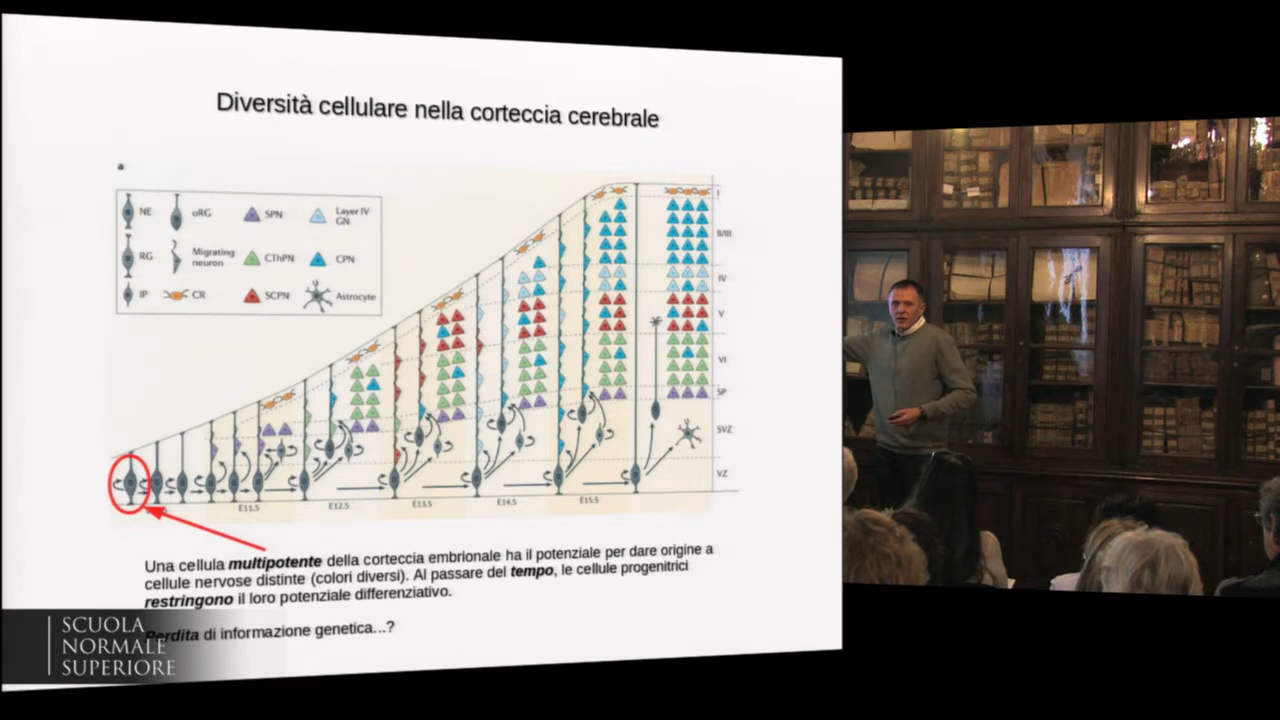 Diversità cellulare nella corteccia cerebrale
a
NE
oRG
SPN
Layer IV
GN
RG
Migrating
neuron
CThPN
CPN
IP
CR
SCPN
Astrocyte
I
II/III
IV
V
VI
SP
SVZ
VZ
E11.5
E12.5
E13.5
E14.5
E15.5
Una cellula multipotente della corteccia embrionale ha il potenziale per dare origine a
cellule nervose distinte (colori diversi). Al passare del tempo, le cellule progenitrici
restringono il loro potenziale differenziativo.
Perdita di informazione genetica...?
SCUOLA
NORMALE
SUPERIORE